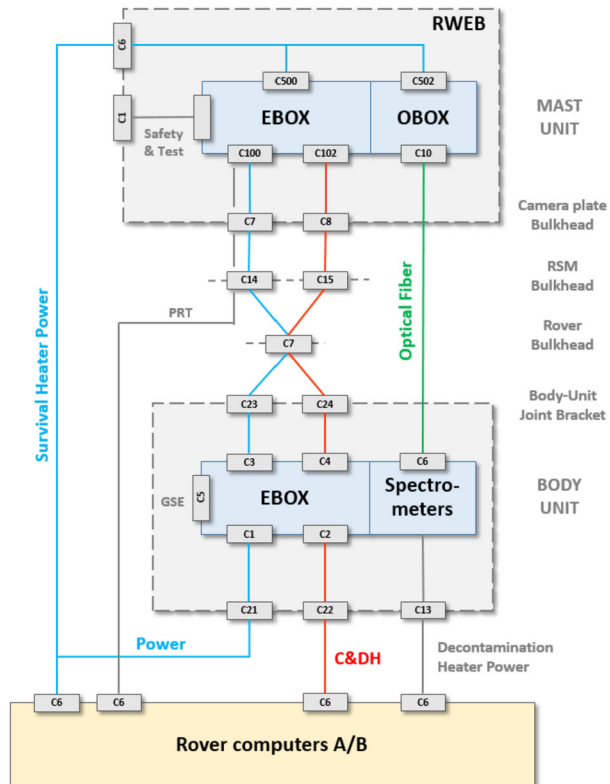 RWEB
C6
C500
C502
C1
Safety
& Test
EBOX
OBOX
MAST
UNIT
C100
C102
C10
C7
C8
Camera plate
Bulkhead
C14
C15
RSM
Bulkhead
PRT
C7
Rover
Bulkhead
Survival Heater Power
Optical Fiber
C23
C24
Body-Unit
Joint Bracket
C3
C4
C6
GSE
C5
EBOX
Spectro-
meters
BODY
UNIT
C1
C2
C21
C22
C13
Power
C&DH
Decontamination
Heater Power
C6
C6
C6
C6
Rover computers A/B